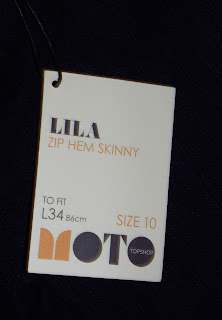 LILA
ZIP HEM SKINNY
TO FIT
L34 86cm
SIZE 10
MOTO
TOPSHOP